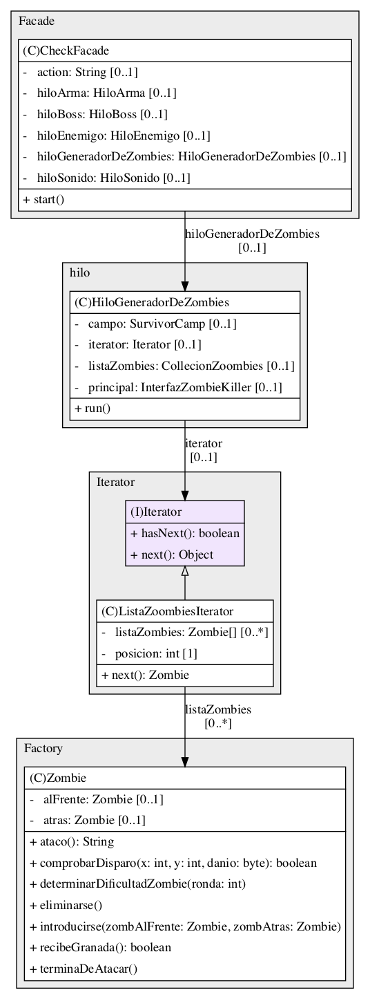 Facade
(C)CheckFacade
- action: String [0..1]
- hiloArma: HiloArma [0..1]
- hiloBoss: HiloBoss [0..1]
- hiloEnemigo: HiloEnemigo [0..1]
- hiloGeneradorDeZombies: HiloGeneradorDeZombies [0..1]
- hiloSonido: HiloSonido [0..1]
+ start()
hiloGeneradorDeZombies
[0..1]
hilo
(C)HiloGeneradorDeZombies
- campo: SurvivorCamp [0..1]
- iterator: Iterator [0..1]
- listaZombies: CollecionZoombies [0..1]
- principal: InterfazZombieKiller [0..1]
+ run()
iterator
[0..1]
Iterator
(I)Iterator
+ hasNext(): boolean
+ next(): Object
(C)ListaZoombiesIterator
- listaZombies: Zombie[] [0..*]
- posicion: int [1]
+ next(): Zombie
listaZombies
[0..*]
Factory
(C)Zombie
- alFrente: Zombie [0..1]
- atras: Zombie [0..1]
+ ataco(): String
+ comprobarDisparo(x: int, y: int, danio: byte): boolean
+ determinarDificultadZombie(ronda: int)
+ eliminarse()
+ introducirse(zombAlFrente: Zombie, zombAtras: Zombie)
+ recibeGranada(): boolean
+ terminaDeAtacar()